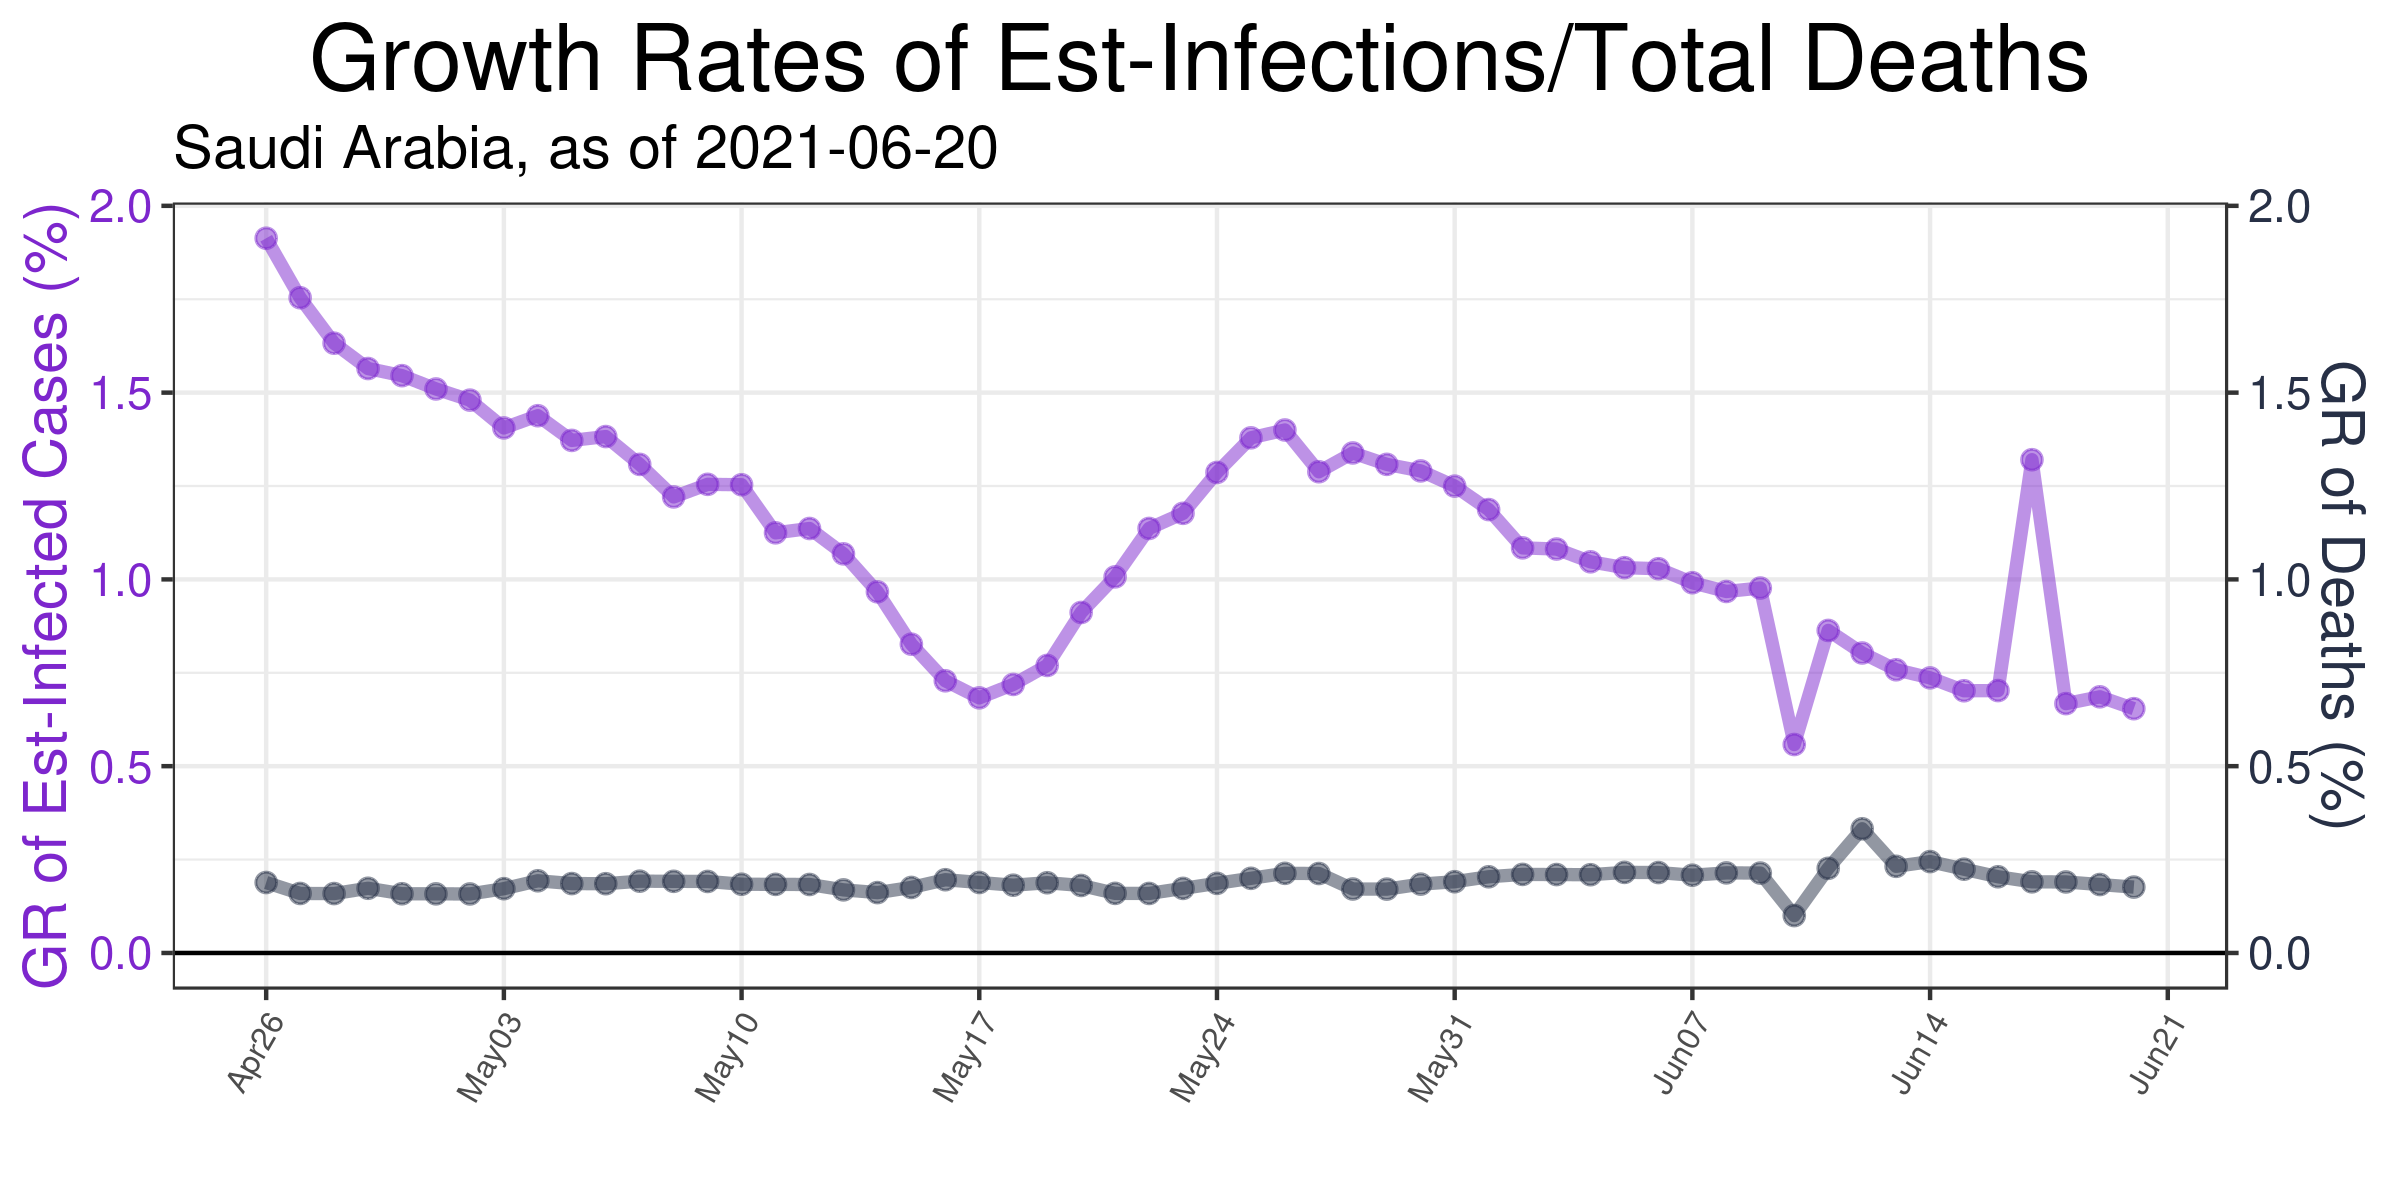 Growth Rates of Est-Infections/Total Deaths
Saudi Arabia, as of 2021-06-20
GR of Est-Infected Cases (%)
2.0
1.5
1.0
0.5
0.0
2.0
1.5
1.0
0.5
0.0
GR of Deaths (%)
Apr26
May03
May10
May17
May24
May31
Jun07
Jun14
Jun21